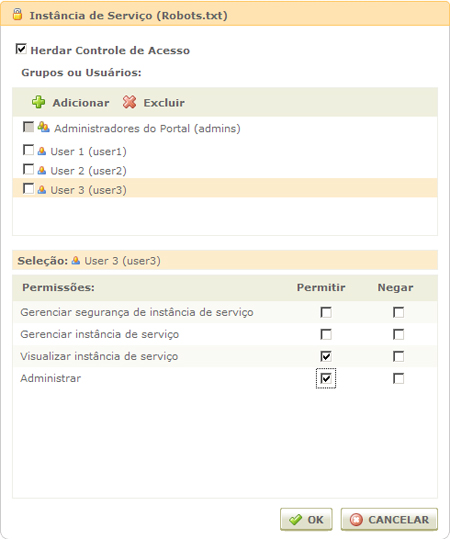 Instância de Serviço (Robots.txt)
Herdar Controle de Acesso
Grupos ou Usuários:
Adicionar Excluir
Administradores do Portal (admins)
User 1 (user1)
User 2 (user2)
User 3 (user3)
Seleção: User 3 (user3)
Permissões: Permitir Negar
Gerenciar segurança de instância de serviço
Gerenciar instância de serviço
Visualizar instância de serviço
Administrar
OK CANCELAR